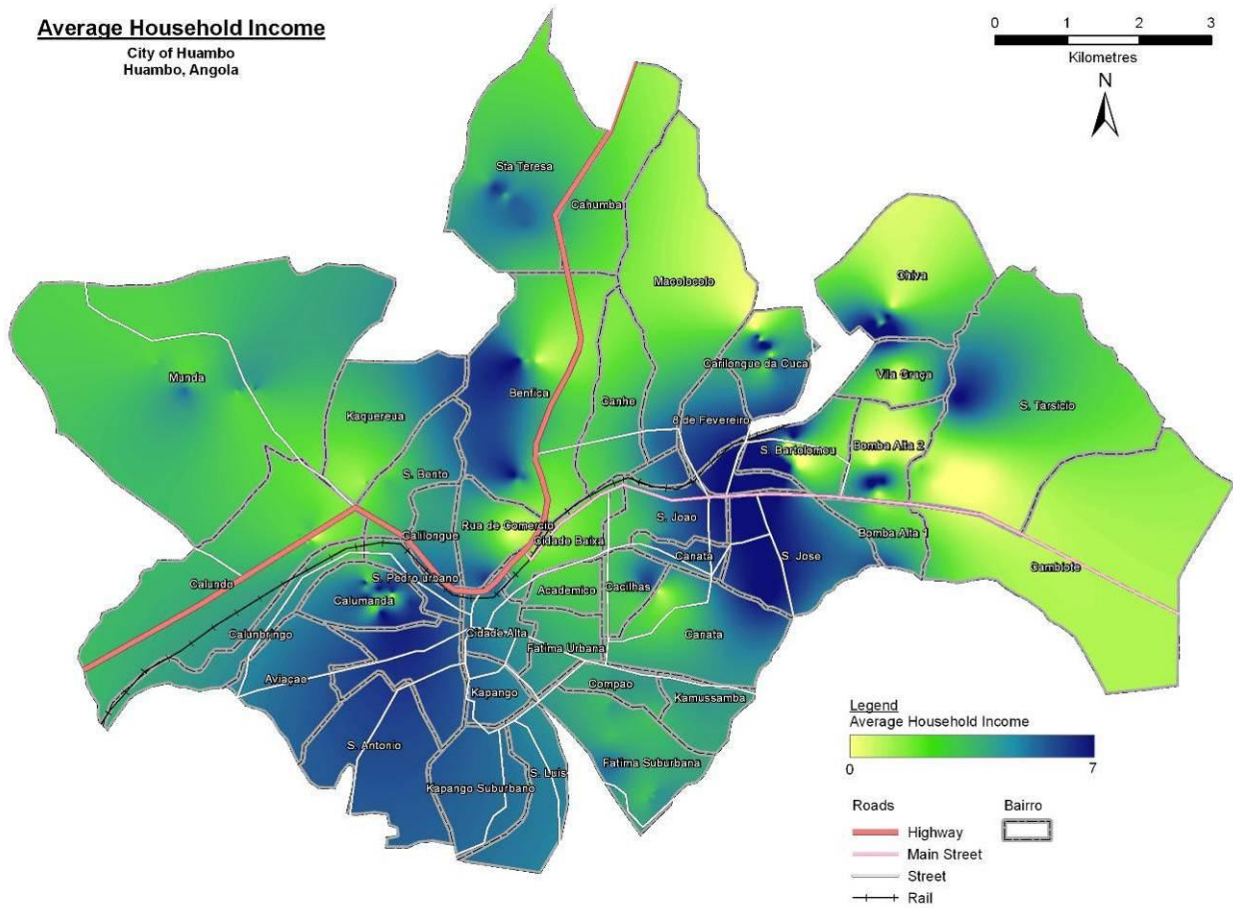 Average Household Income
City of Huambo
Huambo, Angola
0 1 2 3
Kilometres
N
Sta Teresa
Cahumba
Macolocolo
Chiva
Munda
Carilongue da Cuca
Vila Graça
S. Tarsicio
Benfica
Kaquereua
Canhe
8 de Fevereiro
S. Bartolomeu
Bomba Alta 2
S. Bento
Rua de Comercio
S. Joao
Calilongue
Cidade Baixa
Bomba Alta 1
Canata
S. Jose
Cambiote
Calundo
S. Pedro urbano
Calumanda
Academico
Cacilhas
Calunbringo
Cidade Alta
Canata
Fatima Urbana
Aviaçao
Kapango
Compao
Kamussamba
S. Antonio
Fatima Suburbana
S. Luis
Kapango Suburbano
Legend
Average Household Income
0 7
Roads
Bairro
Highway
Main Street
Street
Rail